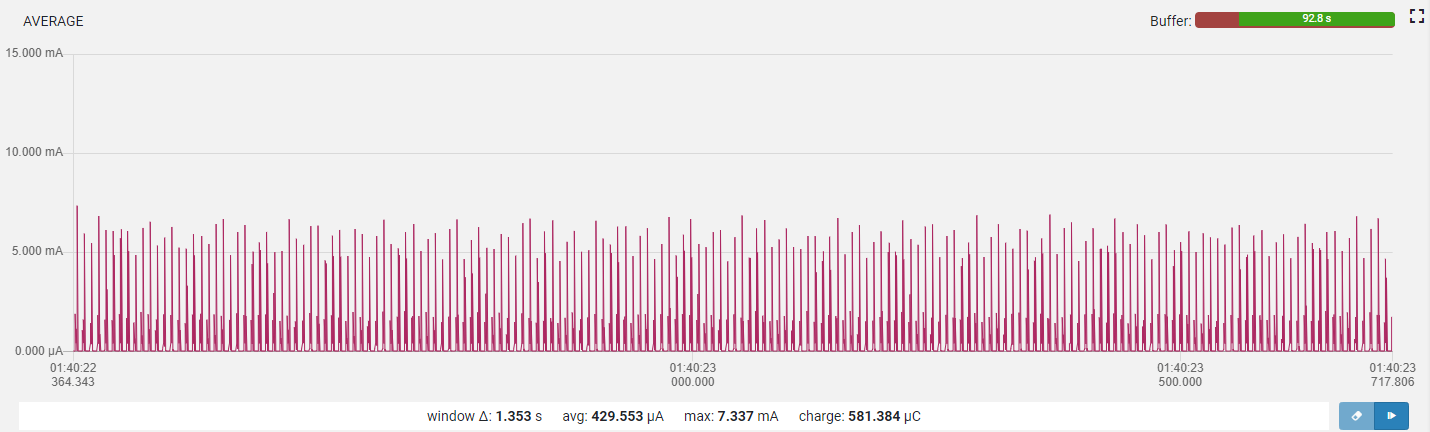 AVERAGE
Buffer: 92.8 s
15.000 mA
10.000 mA
5.000 mA
0.000 µA
01:40:22
364.343
01:40:23
000.000
01:40:23
500.000
01:40:23
717.806
window Δ: 1.353 s avg: 429.553 µA max: 7.337 mA charge: 581.384 µC